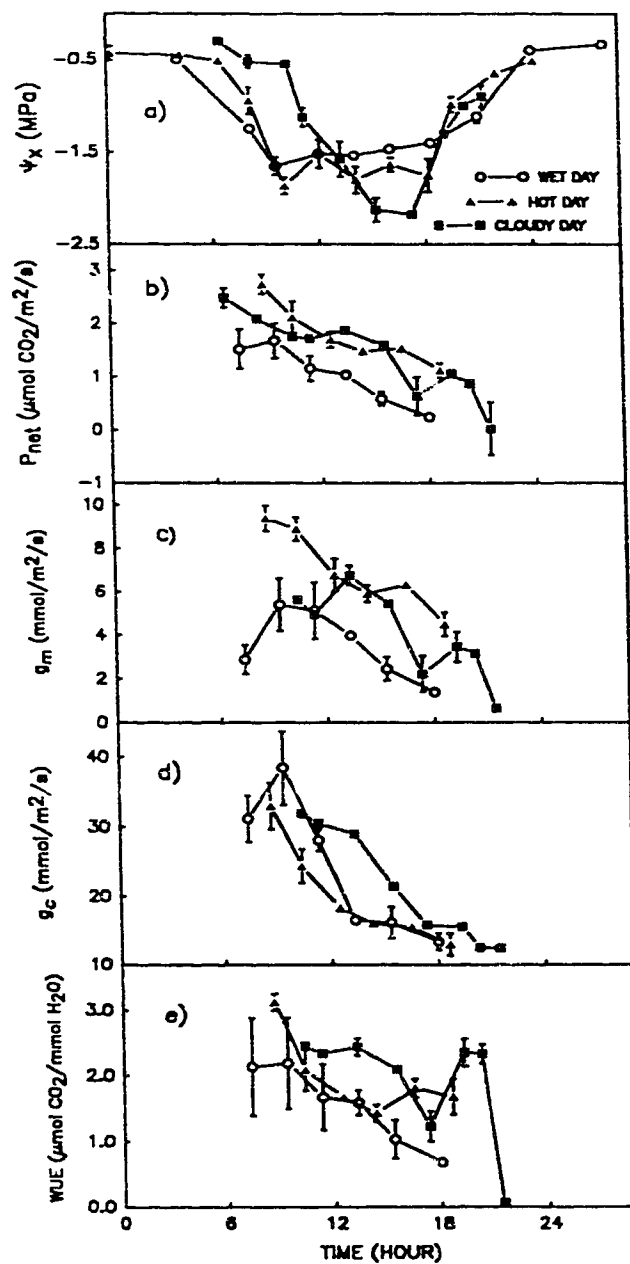 -0.5
-1.5
-2.5
Ψx (MPa)
a)
WET DAY
HOT DAY
CLOUDY DAY
3
2
1
0
-1
Pnet (μmol CO2/m2/s)
b)
10
8
6
4
2
0
gm (mmol/m2/s)
c)
40
30
20
10
gc (mmol/m2/s)
d)
3.0
2.0
1.0
0.0
WUE (μmol CO2/mmol H2O)
e)
0 6 12 18 24
TIME (HOUR)